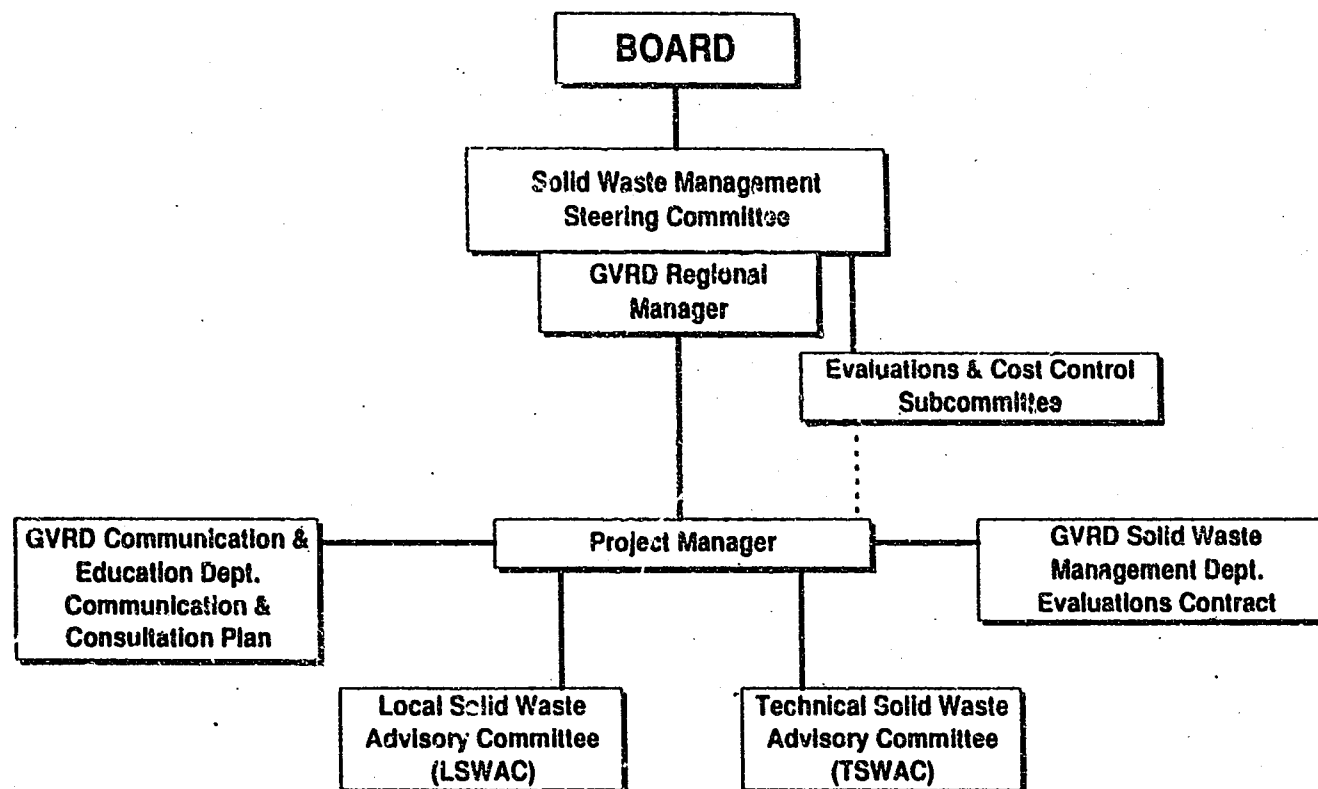 BOARD
Solid Waste Management
Steering Committee
GVRD Regional
Manager
Evaluations & Cost Control
Subcommittee
GVRD Communication &
Education Dept.
Communication &
Consultation Plan
Project Manager
GVRD Solid Waste
Management Dept.
Evaluations Contract
Local Solid Waste
Advisory Committee
(LSWAC)
Technical Solid Waste
Advisory Committee
(TSWAC)